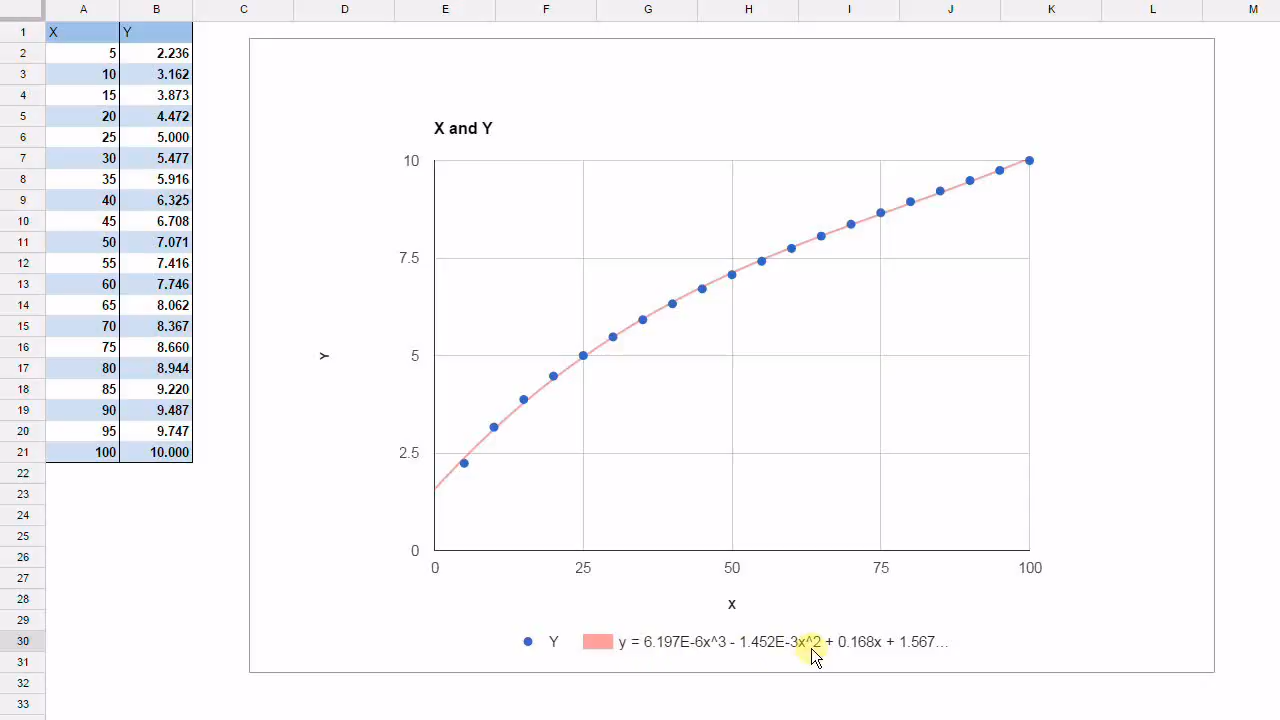 A B C D E F G H I J K L M
1 X Y
2 5 2.236
3 10 3.162
4 15 3.873
5 20 4.472
6 25 5.000
7 30 5.477
8 35 5.916
9 40 6.325
10 45 6.708
11 50 7.071
12 55 7.416
13 60 7.746
14 65 8.062
15 70 8.367
16 75 8.660
17 80 8.944
18 85 9.220
19 90 9.487
20 95 9.747
21 100 10.000
22
23
24
25
26
27
28
29
30
31
32
33
X and Y
10
7.5
5
2.5
0
Y
0 25 50 75 100
X
Y y = 6.197E-6x^3 - 1.452E-3x^2 + 0.168x + 1.567…